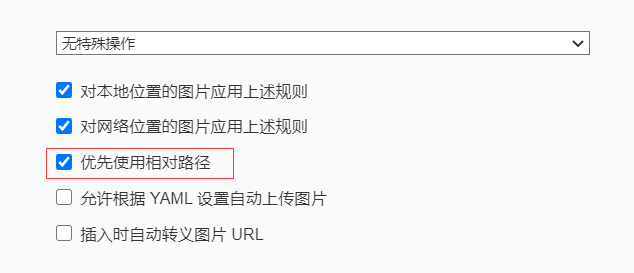 无特殊操作
对本地位置的图片应用上述规则
对网络位置的图片应用上述规则
优先使用相对路径
允许根据 YAML 设置自动上传图片
插入时自动转义图片 URL